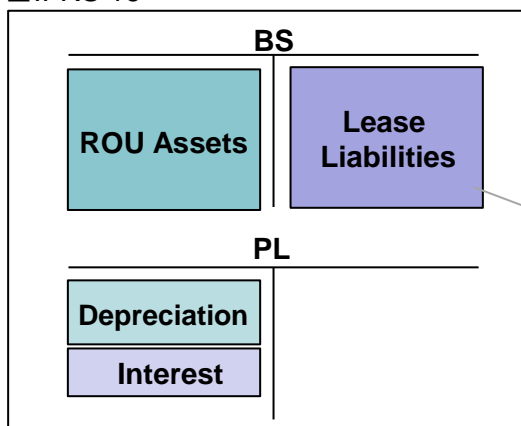 BS
ROU Assets
Lease
Liabilities
PL
Depreciation
Interest